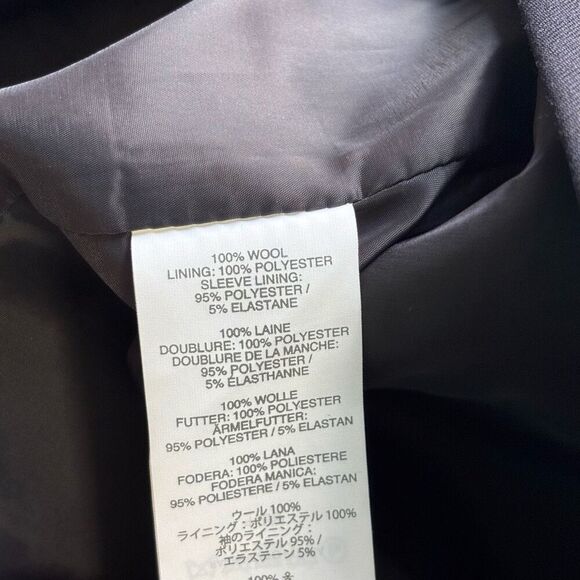 100% WOOL
LINING: 100% POLYESTER
SLEEVE LINING:
95% POLYESTER /
5% ELASTANE
100% LAINE
DOUBLURE: 100% POLYESTER
DOUBLURE DE LA MANCHE:
95% POLYESTER /
5% ÉLASTHANNE
100% WOLLE
FUTTER: 100% POLYESTER
ÄRMELFUTTER:
95% POLYESTER / 5% ELASTAN
100% LANA
FODERA: 100% POLIESTERE
FODERA MANICA:
95% POLIESTERE / 5% ELASTAN
ウール 100%
ライニング：ポリエステル 100%
袖のライニング：
ポリエステル 95% /
エラステーン 5%
100%